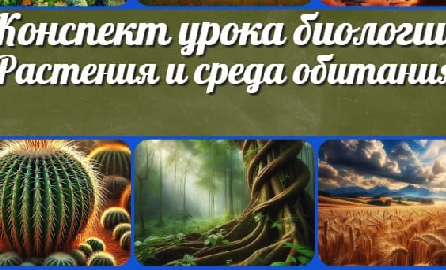 Конспект урока биологии
Растения и среда обитания